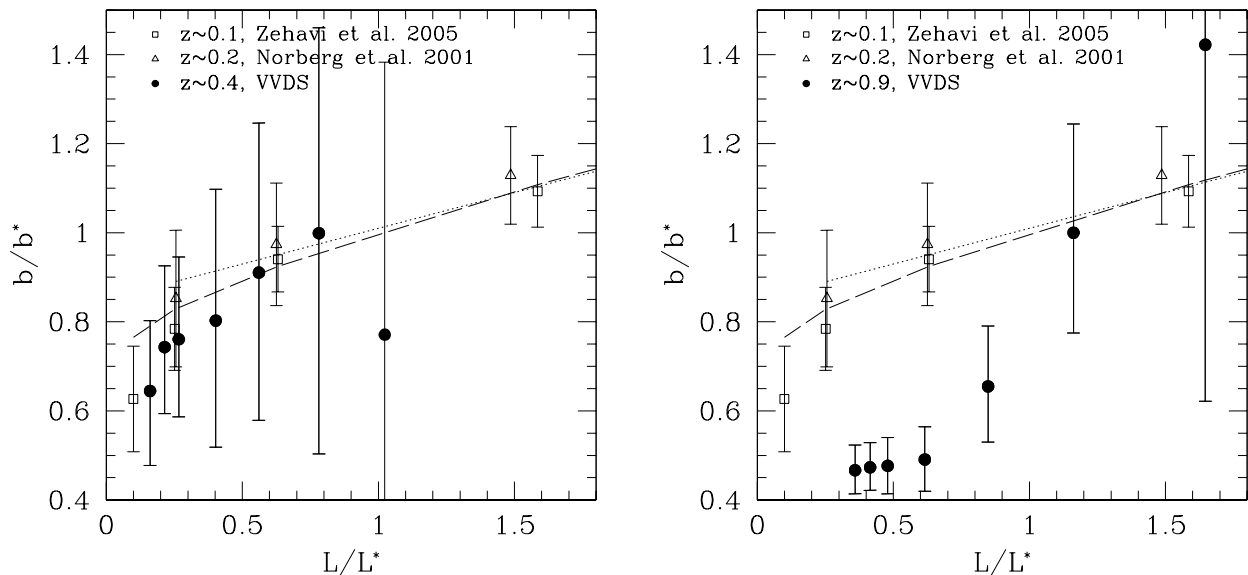 z~0.1, Zehavi et al. 2005
z~0.2, Norberg et al. 2001
z~0.4, VVDS
1.4
1.2
1
0.8
0.6
0.4
b/b*
0
0.5
1
1.5
L/L*
z~0.1, Zehavi et al. 2005
z~0.2, Norberg et al. 2001
z~0.9, VVDS
1.4
1.2
1
0.8
0.6
0.4
b/b*
0
0.5
1
1.5
L/L*